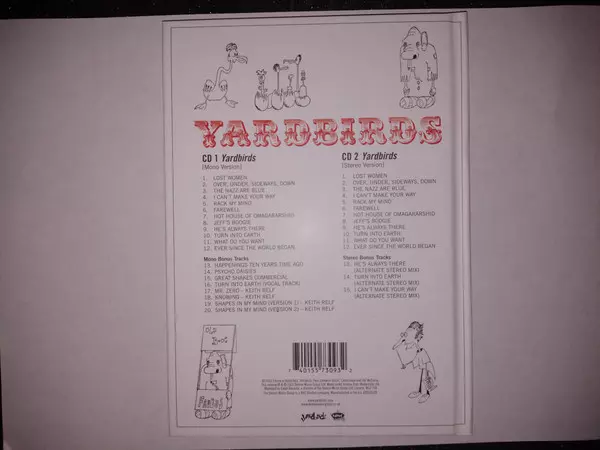 YARDBIRDS
CD 1 Yardbirds
(Mono Version)
1. LOST WOMEN
2. OVER, UNDER, SIDEWAYS, DOWN
3. THE NAZZ ARE BLUE
4. I CAN'T MAKE YOUR WAY
5. RACK MY MIND
6. FAREWELL
7. HOT HOUSE OF OMAGARARSHID
8. JEFF'S BOOGIE
9. HE'S ALWAYS THERE
10. TURN INTO EARTH
11. WHAT DO YOU WANT
12. EVER SINCE THE WORLD BEGAN
Mono Bonus Tracks
13. HAPPENINGS TEN YEARS TIME AGO
14. PSYCHO DAISIES
15. GREAT SHAKES COMMERCIAL
16. TURN INTO EARTH (VOCAL TRACK)
17. MR. ZERO - KEITH RELF
18. KNOWING - KEITH RELF
19. SHAPES IN MY MIND (VERSION 1) - KEITH RELF
20. SHAPES IN MY MIND (VERSION 2) - KEITH RELF
CD 2 Yardbirds
(Stereo Version)
1. LOST WOMEN
2. OVER, UNDER, SIDEWAYS, DOWN
3. THE NAZZ ARE BLUE
4. I CAN'T MAKE YOUR WAY
5. RACK MY MIND
6. FAREWELL
7. HOT HOUSE OF OMAGARARSHID
8. JEFF'S BOOGIE
9. HE'S ALWAYS THERE
10. TURN INTO EARTH
11. WHAT DO YOU WANT
12. EVER SINCE THE WORLD BEGAN
Stereo Bonus Tracks
13. HE'S ALWAYS THERE
(ALTERNATE STEREO MIX)
14. TURN INTO EARTH
(ALTERNATE STEREO MIX)
15. I CAN'T MAKE YOUR WAY
(ALTERNATE STEREO MIX)
OLD
BOOT
7 40155 73093 2